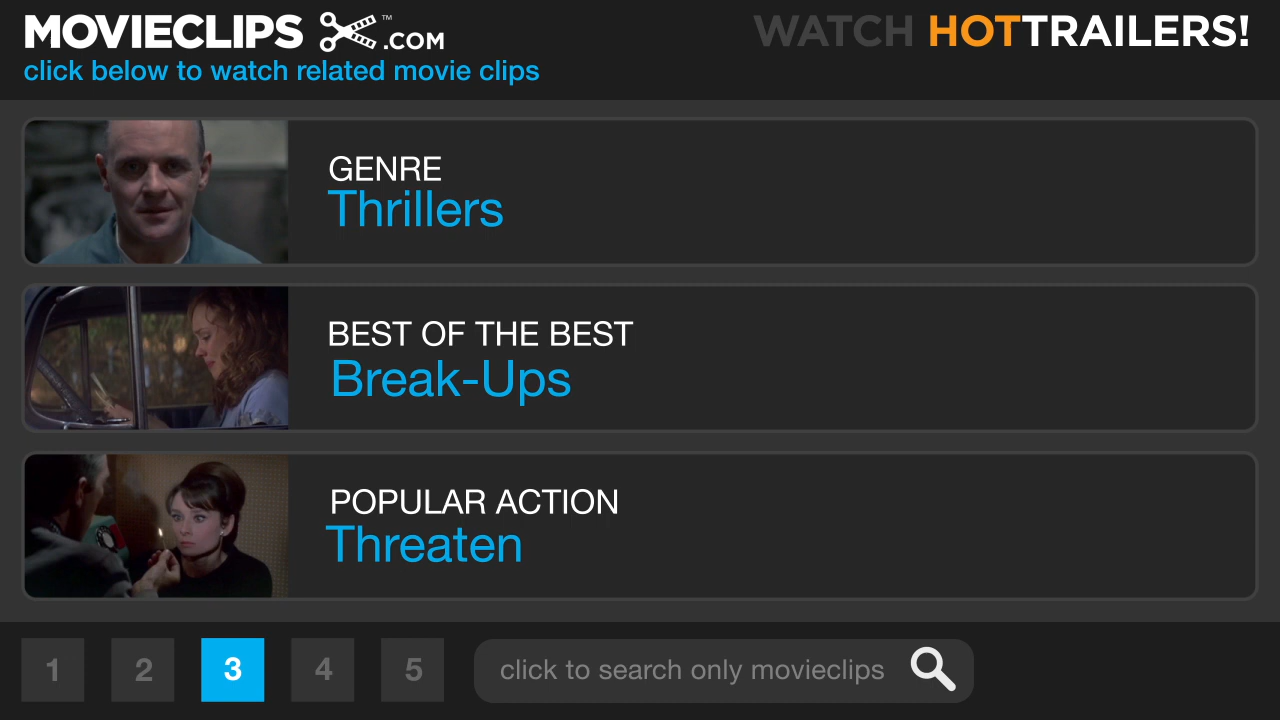 MOVIECLIPS ™ .COM
WATCH HOTTRAILERS!
click below to watch related movie clips
GENRE
Thrillers
BEST OF THE BEST
Break-Ups
POPULAR ACTION
Threaten
1 2 3 4 5 click to search only movieclips